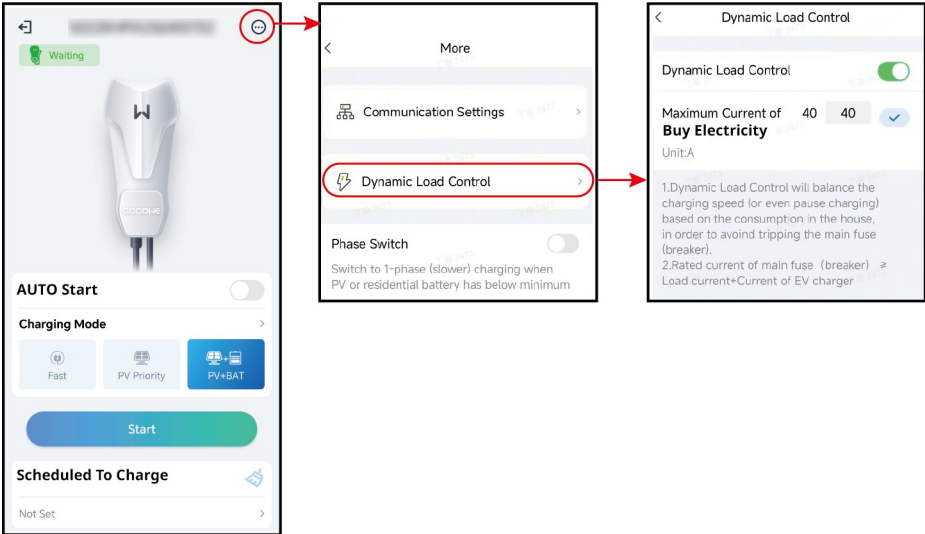 Waiting
GOODWE
AUTO Start
Charging Mode
Fast
PV Priority
PV+BAT
Start
Scheduled To Charge
Not Set
More
Communication Settings
Dynamic Load Control
Phase Switch
Switch to 1-phase (slower) charging when
PV or residential battery has below minimum
Dynamic Load Control
Dynamic Load Control
Maximum Current of 40 40
Buy Electricity
Unit:A
1.Dynamic Load Control will balance the
charging speed (or even pause charging)
based on the consumption in the house,
in order to avoind tripping the main fuse
(breaker).
2.Rated current of main fuse (breaker) ≥
Load current+Current of EV charger